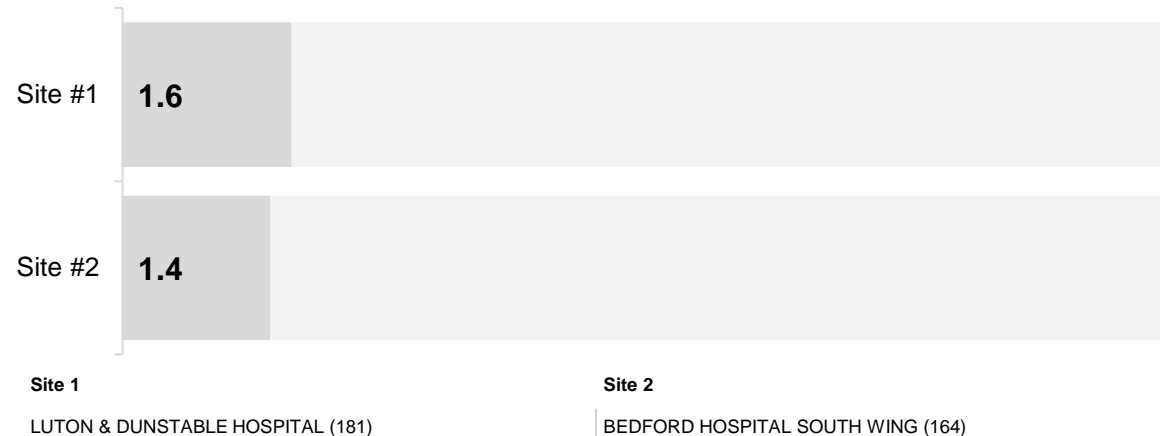 Site #1 1.6
Site #2 1.4
Site 1 Site 2
LUTON & DUNSTABLE HOSPITAL (181) BEDFORD HOSPITAL SOUTH WING (164)